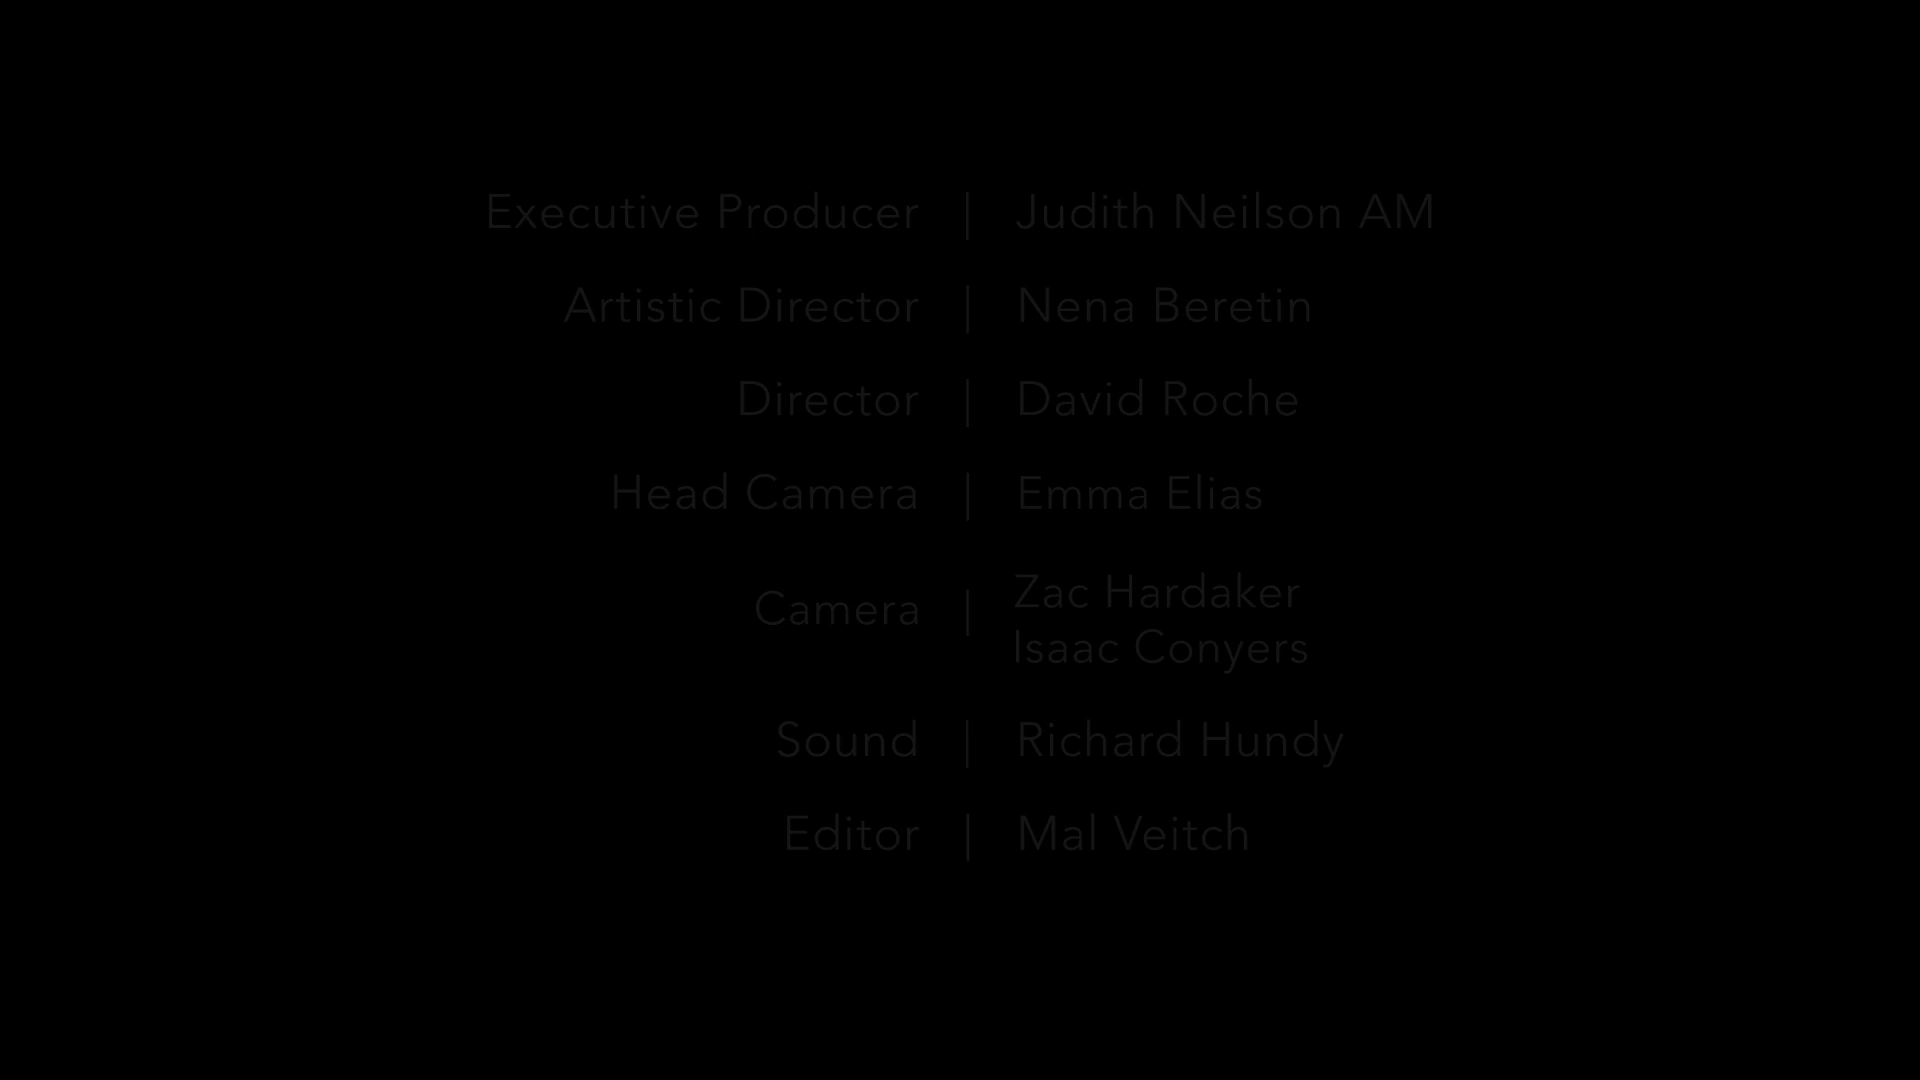 Executive Producer | Judith Neilson AM
Artistic Director | Nena Beretin
Director | David Roche
Head Camera | Emma Elias
Camera | Zac Hardaker
Isaac Conyers
Sound | Richard Hundy
Editor | Mal Veitch